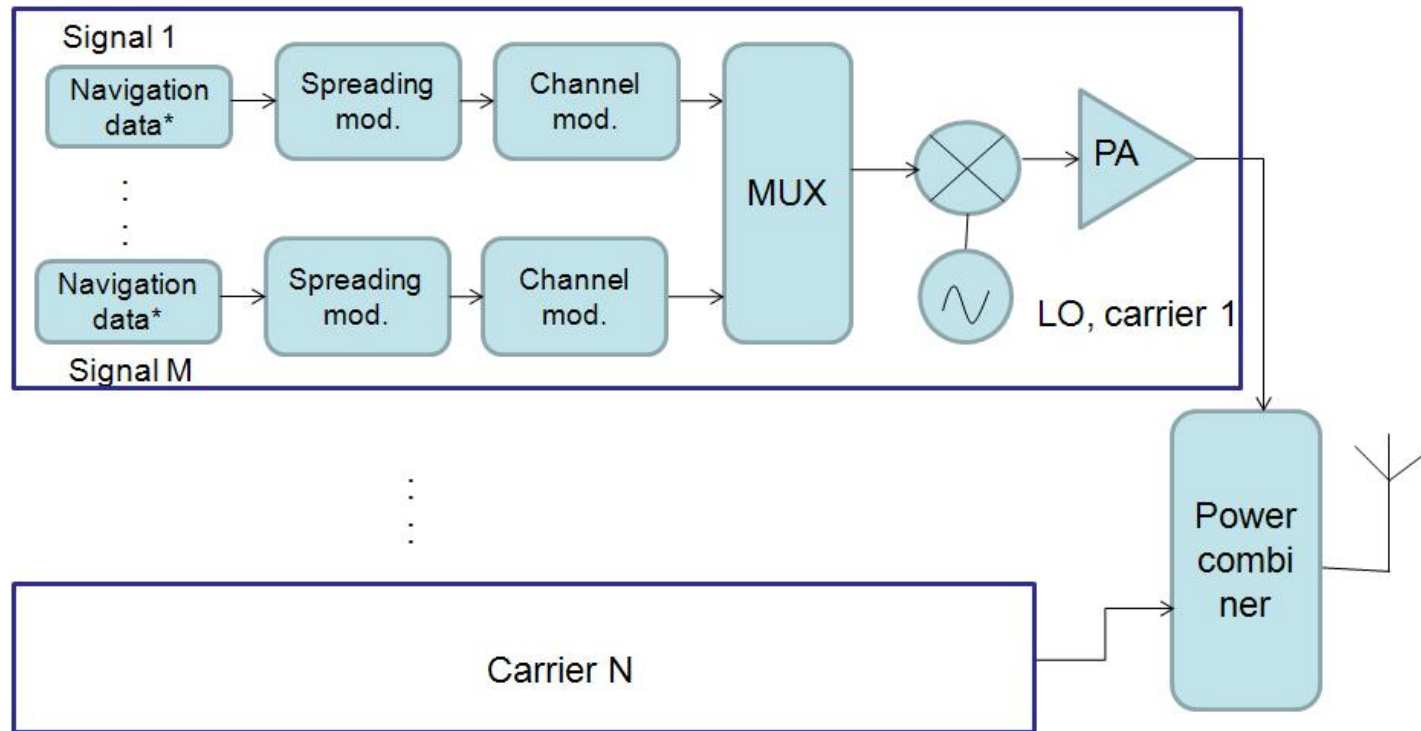 Signal 1
Navigation
data*
Spreading
mod.
Channel
mod.
MUX
PA
LO, carrier 1
:
:
Navigation
data*
Spreading
mod.
Channel
mod.
Signal M
:
:
Power
combi
ner
Carrier N